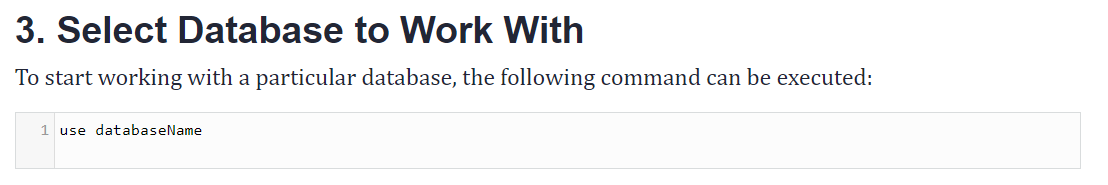 3. Select Database to Work With
To start working with a particular database, the following command can be executed:
1 use databaseName